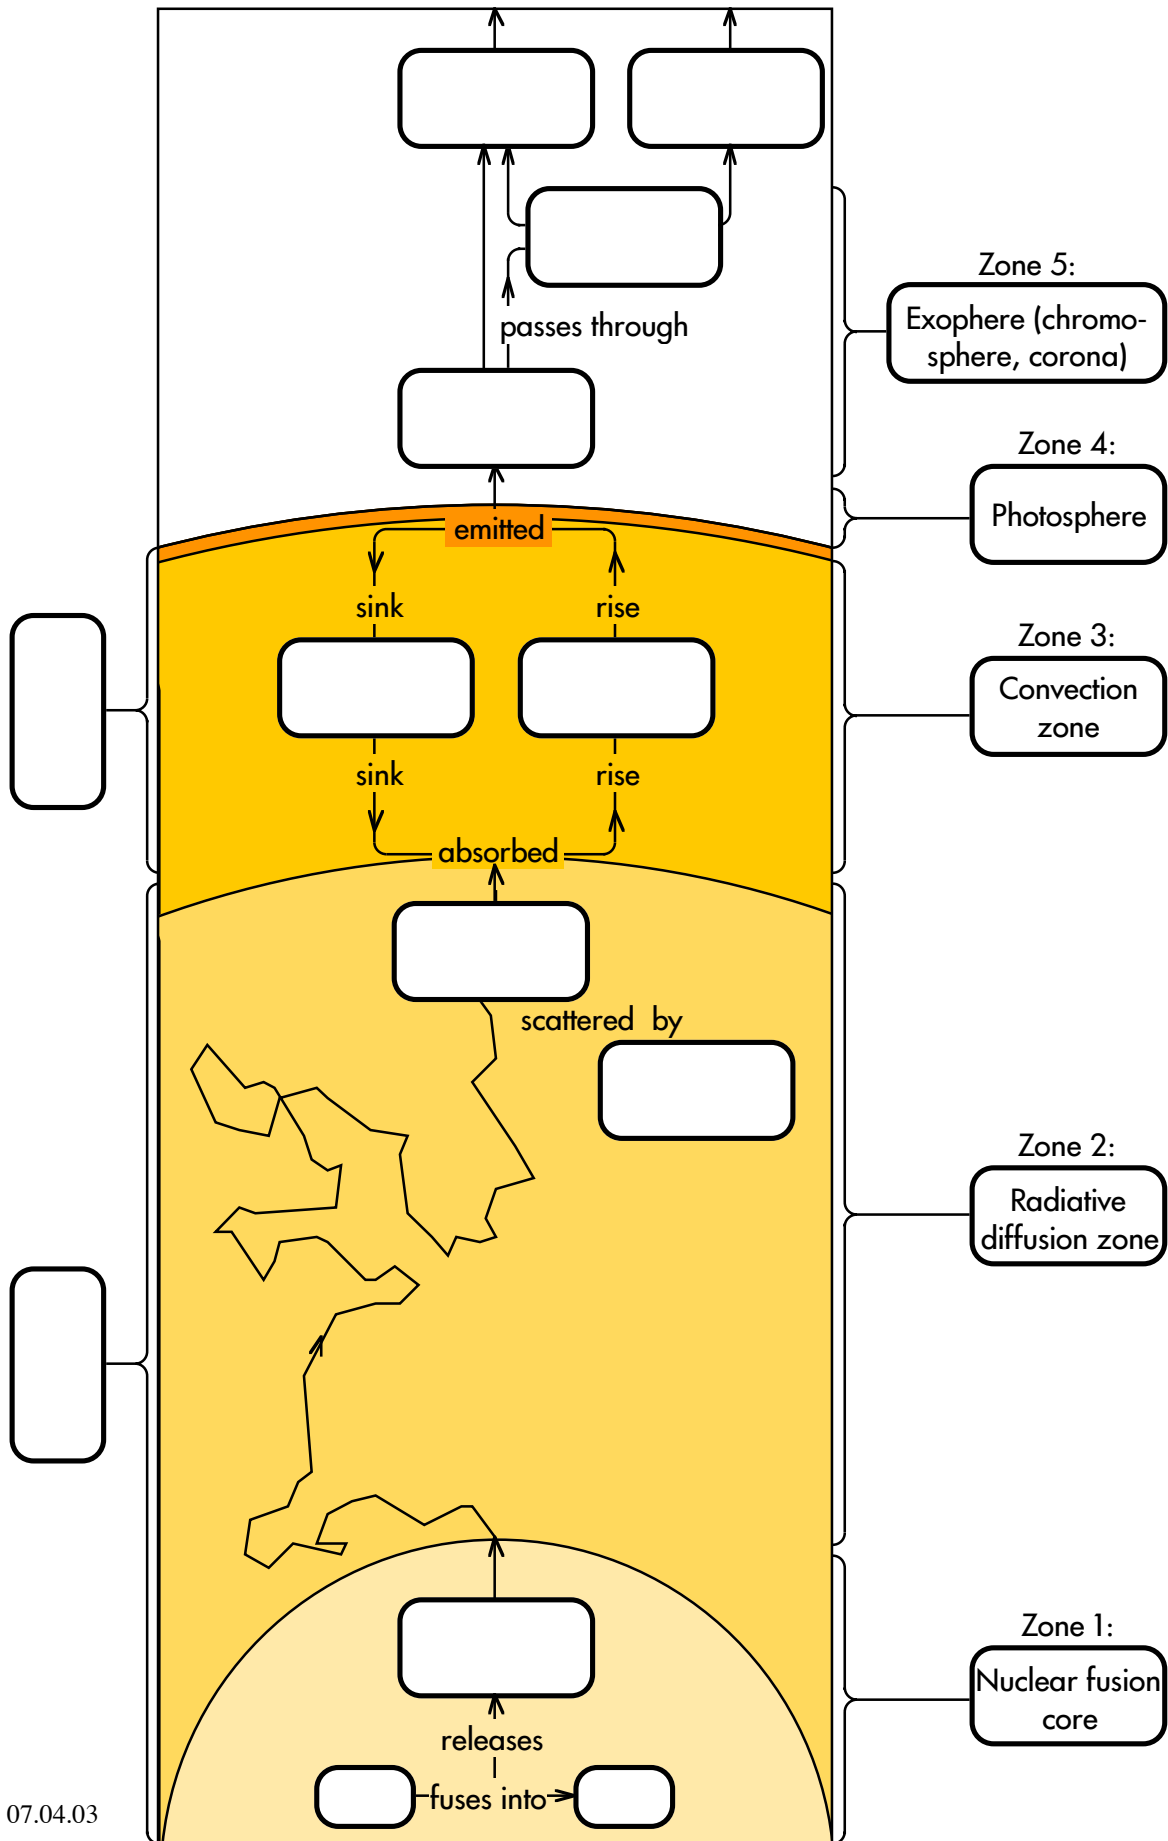 passes through
Zone 5:
Exophere (chromo-
sphere, corona)
Zone 4:
Photosphere
emitted
sink
rise
Zone 3:
Convection
zone
sink
rise
absorbed
scattered by
Zone 2:
Radiative
diffusion zone
Zone 1:
Nuclear fusion
core
releases
fuses into
07.04.03